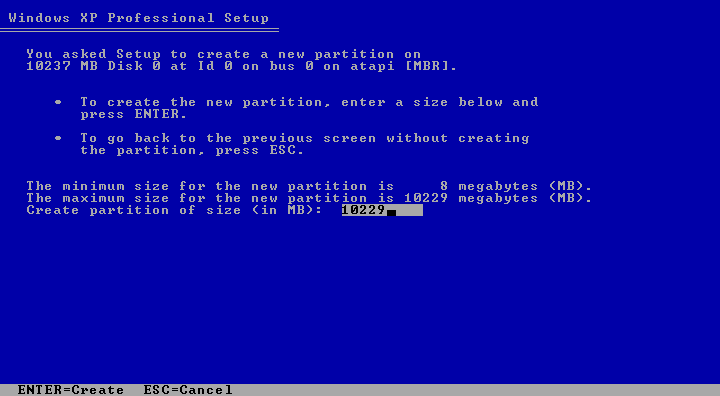 Windows XP Professional Setup
You asked Setup to create a new partition on
10237 MB Disk 0 at Id 0 on bus 0 on atapi [MBR].
• To create the new partition, enter a size below and
press ENTER.
• To go back to the previous screen without creating
the partition, press ESC.
The minimum size for the new partition is 8 megabytes (MB).
The maximum size for the new partition is 10229 megabytes (MB).
Create partition of size (in MB): 10229
ENTER=Create ESC=Cancel